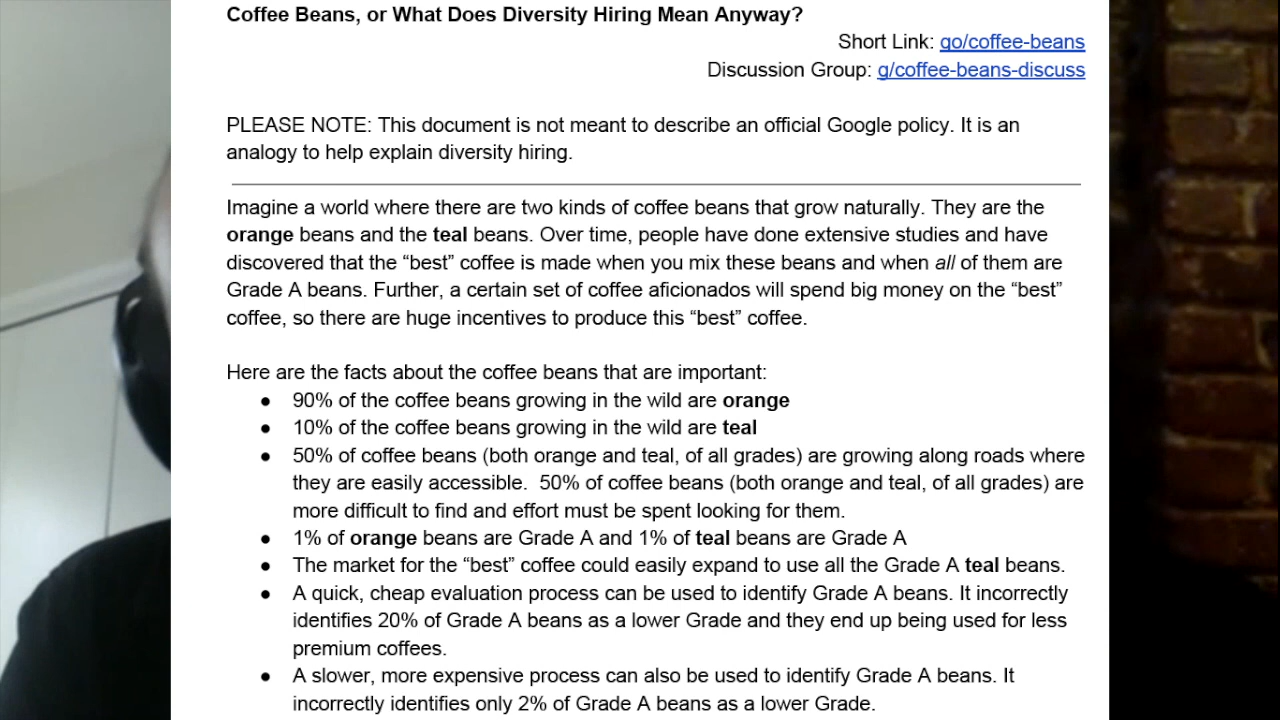 Coffee Beans, or What Does Diversity Hiring Mean Anyway?
Short Link: go/coffee-beans
Discussion Group: g/coffee-beans-discuss
PLEASE NOTE: This document is not meant to describe an official Google policy. It is an
analogy to help explain diversity hiring.
Imagine a world where there are two kinds of coffee beans that grow naturally. They are the
orange beans and the teal beans. Over time, people have done extensive studies and have
discovered that the “best” coffee is made when you mix these beans and when all of them are
Grade A beans. Further, a certain set of coffee aficionados will spend big money on the “best”
coffee, so there are huge incentives to produce this “best” coffee.
Here are the facts about the coffee beans that are important:
● 90% of the coffee beans growing in the wild are orange
● 10% of the coffee beans growing in the wild are teal
● 50% of coffee beans (both orange and teal, of all grades) are growing along roads where
they are easily accessible.  50% of coffee beans (both orange and teal, of all grades) are
more difficult to find and effort must be spent looking for them.
● 1% of orange beans are Grade A and 1% of teal beans are Grade A
● The market for the “best” coffee could easily expand to use all the Grade A teal beans.
● A quick, cheap evaluation process can be used to identify Grade A beans. It incorrectly
identifies 20% of Grade A beans as a lower Grade and they end up being used for less
premium coffees.
● A slower, more expensive process can also be used to identify Grade A beans. It
incorrectly identifies only 2% of Grade A beans as a lower Grade.